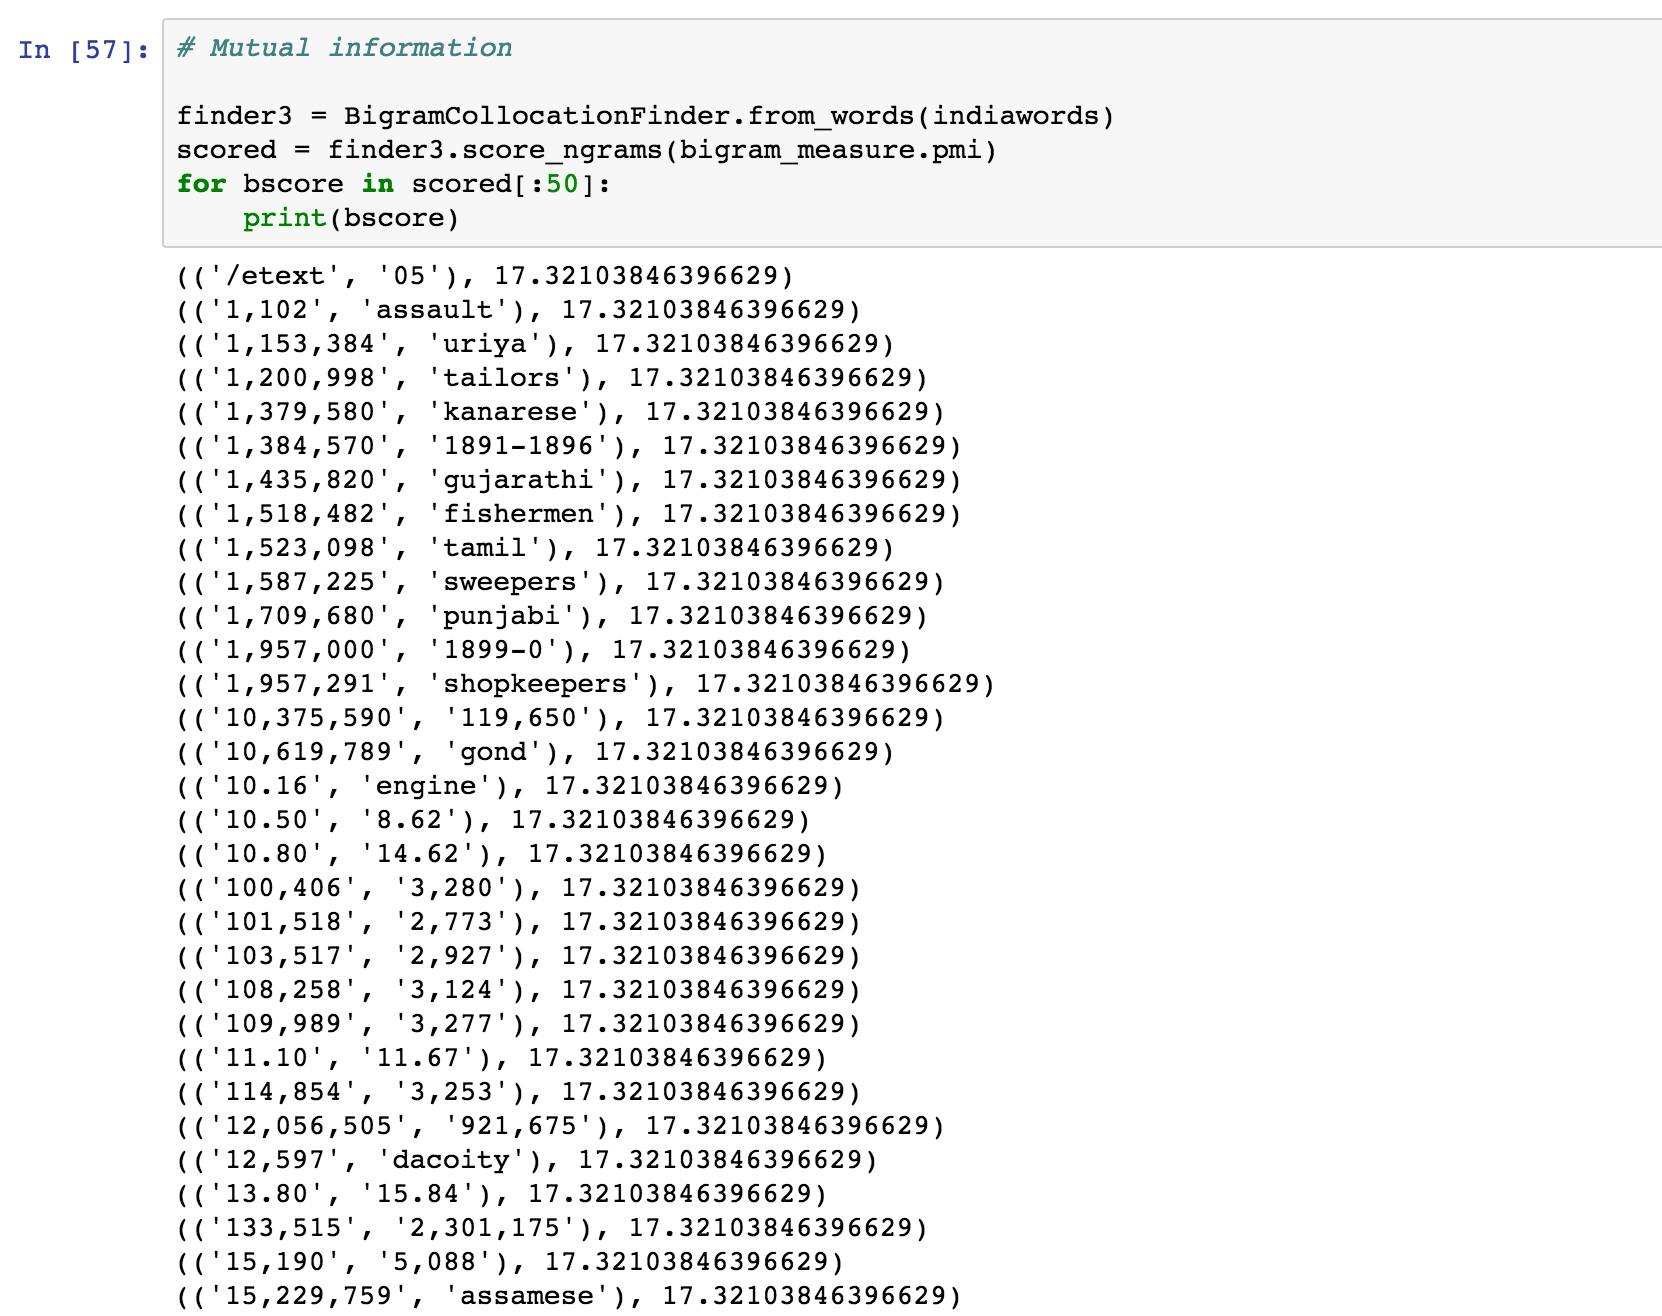 In [57]: # Mutual information
finder3 = BigramCollocationFinder.from_words(indiawords)
scored = finder3.score_ngrams(bigram_measure.pmi)
for bscore in scored[:50]:
    print(bscore)
(('/etext', '05'), 17.32103846396629)
(('1,102', 'assault'), 17.32103846396629)
(('1,153,384', 'uriya'), 17.32103846396629)
(('1,200,998', 'tailors'), 17.32103846396629)
(('1,379,580', 'kanarese'), 17.32103846396629)
(('1,384,570', '1891-1896'), 17.32103846396629)
(('1,435,820', 'gujarathi'), 17.32103846396629)
(('1,518,482', 'fishermen'), 17.32103846396629)
(('1,523,098', 'tamil'), 17.32103846396629)
(('1,587,225', 'sweepers'), 17.32103846396629)
(('1,709,680', 'punjabi'), 17.32103846396629)
(('1,957,000', '1899-0'), 17.32103846396629)
(('1,957,291', 'shopkeepers'), 17.32103846396629)
(('10,375,590', '119,650'), 17.32103846396629)
(('10,619,789', 'gond'), 17.32103846396629)
(('10.16', 'engine'), 17.32103846396629)
(('10.50', '8.62'), 17.32103846396629)
(('10.80', '14.62'), 17.32103846396629)
(('100,406', '3,280'), 17.32103846396629)
(('101,518', '2,773'), 17.32103846396629)
(('103,517', '2,927'), 17.32103846396629)
(('108,258', '3,124'), 17.32103846396629)
(('109,989', '3,277'), 17.32103846396629)
(('11.10', '11.67'), 17.32103846396629)
(('114,854', '3,253'), 17.32103846396629)
(('12,056,505', '921,675'), 17.32103846396629)
(('12,597', 'dacoity'), 17.32103846396629)
(('13.80', '15.84'), 17.32103846396629)
(('133,515', '2,301,175'), 17.32103846396629)
(('15,190', '5,088'), 17.32103846396629)
(('15,229,759', 'assamese'), 17.32103846396629)